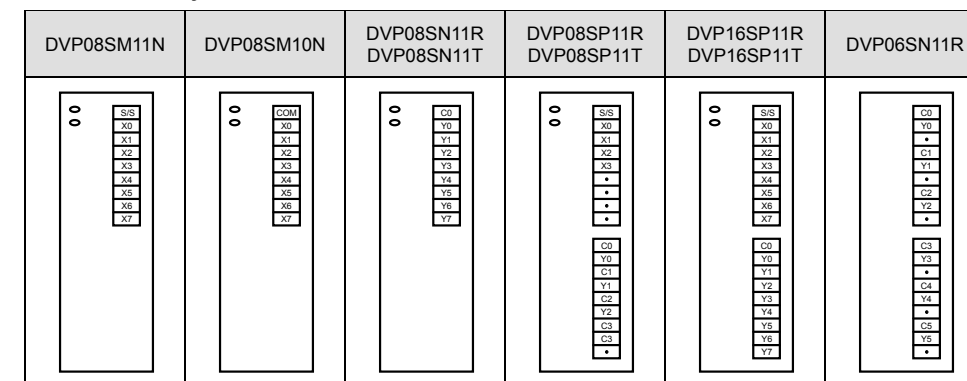 DVP08SM11N
DVP08SM10N
DVP08SN11R
DVP08SN11T
DVP08SP11R
DVP08SP11T
DVP16SP11R
DVP16SP11T
DVP06SN11R
S/S
X0
X1
X2
X3
X4
X5
X6
X7
COM
X0
X1
X2
X3
X4
X5
X6
X7
C0
Y0
Y1
Y2
Y3
Y4
Y5
Y6
Y7
S/S
X0
X1
X2
X3
•
•
•
•
C0
Y0
C1
Y1
C2
Y2
C3
C3
•
S/S
X0
X1
X2
X3
X4
X5
X6
X7
C0
Y0
Y1
Y2
Y3
Y4
Y5
Y6
Y7
C0
Y0
•
C1
Y1
•
C2
Y2
•
C3
Y3
•
C4
Y4
•
C5
Y5
•